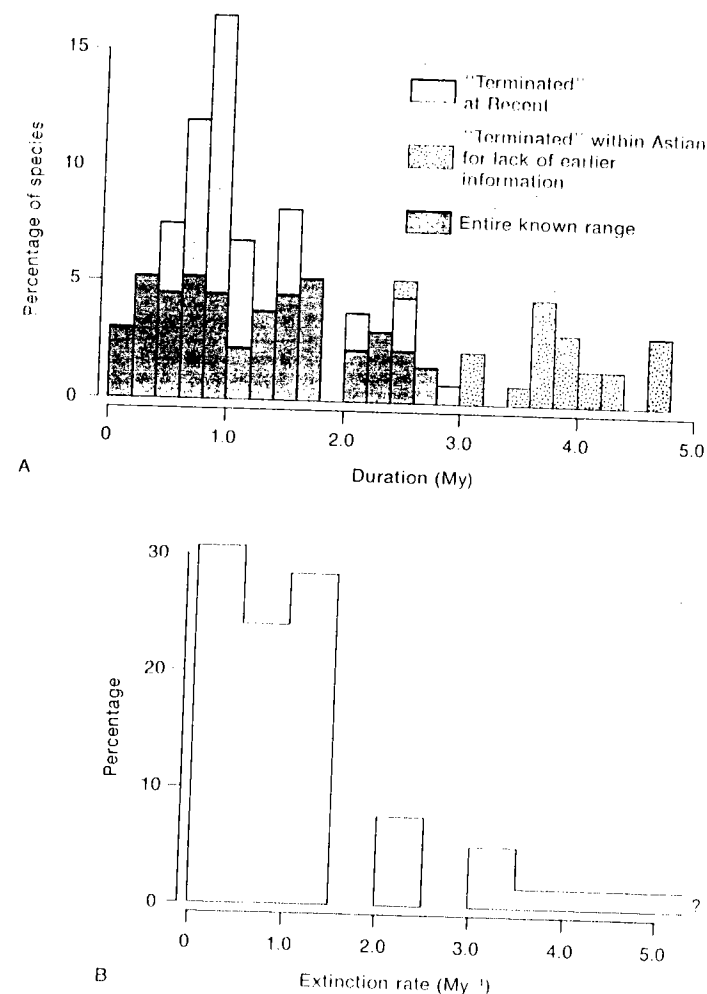 15
10
5
0
Percentage of species
"Terminated"
at Recent
"Terminated" within Astian
for lack of earlier
information
Entire known range
0 1.0 2.0 3.0 4.0 5.0
Duration (My)
A
30
20
10
0
Percentage
0 1.0 2.0 3.0 4.0 5.0
?
Extinction rate (My⁻¹)
B